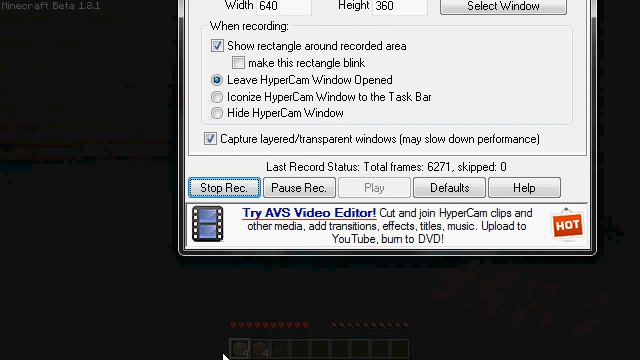 Minecraft Beta 1.8.1
Width 640 Height 360 Select Window
When recording:
Show rectangle around recorded area
make this rectangle blink
Leave HyperCam Window Opened
Iconize HyperCam Window to the Task Bar
Hide HyperCam Window
Capture layered/transparent windows (may slow down performance)
Last Record Status: Total frames: 6271, skipped: 0
Stop Rec. Pause Rec. Play Defaults Help
Try AVS Video Editor! Cut and join HyperCam clips and
other media, add transitions, effects, titles, music. Upload to
YouTube, burn to DVD!
HOT
4